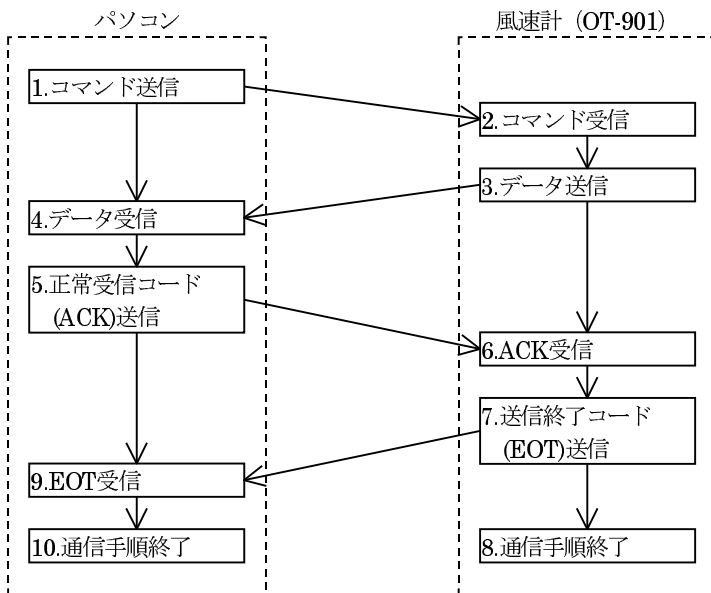 パソコン
風速計（OT-901）
1.コマンド送信
2.コマンド受信
3.データ送信
4.データ受信
5.正常受信コード
(ACK)送信
6.ACK受信
7.送信終了コード
(EOT)送信
9.EOT受信
10.通信手順終了
8.通信手順終了